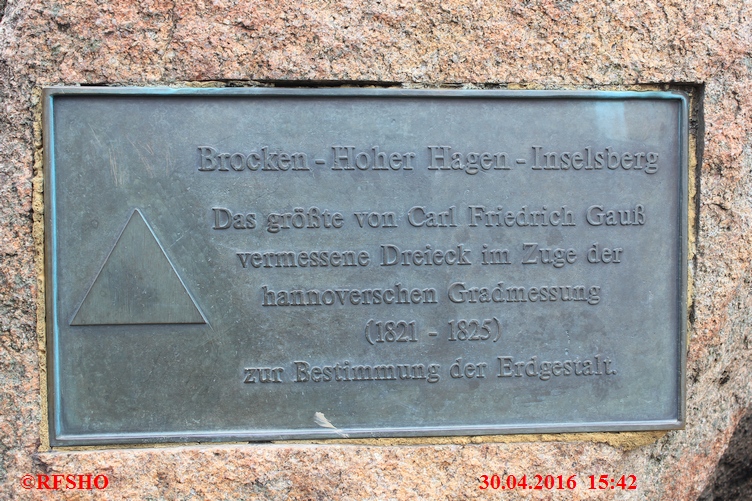 Brocken - Hoher Hagen - Inselsberg
Das größte von Carl Friedrich Gauß
vermessene Dreieck im Zuge der
hannoverschen Gradmessung
(1821 - 1825)
zur Bestimmung der Erdgestalt.
©RFSHO
30.04.2016 15:42